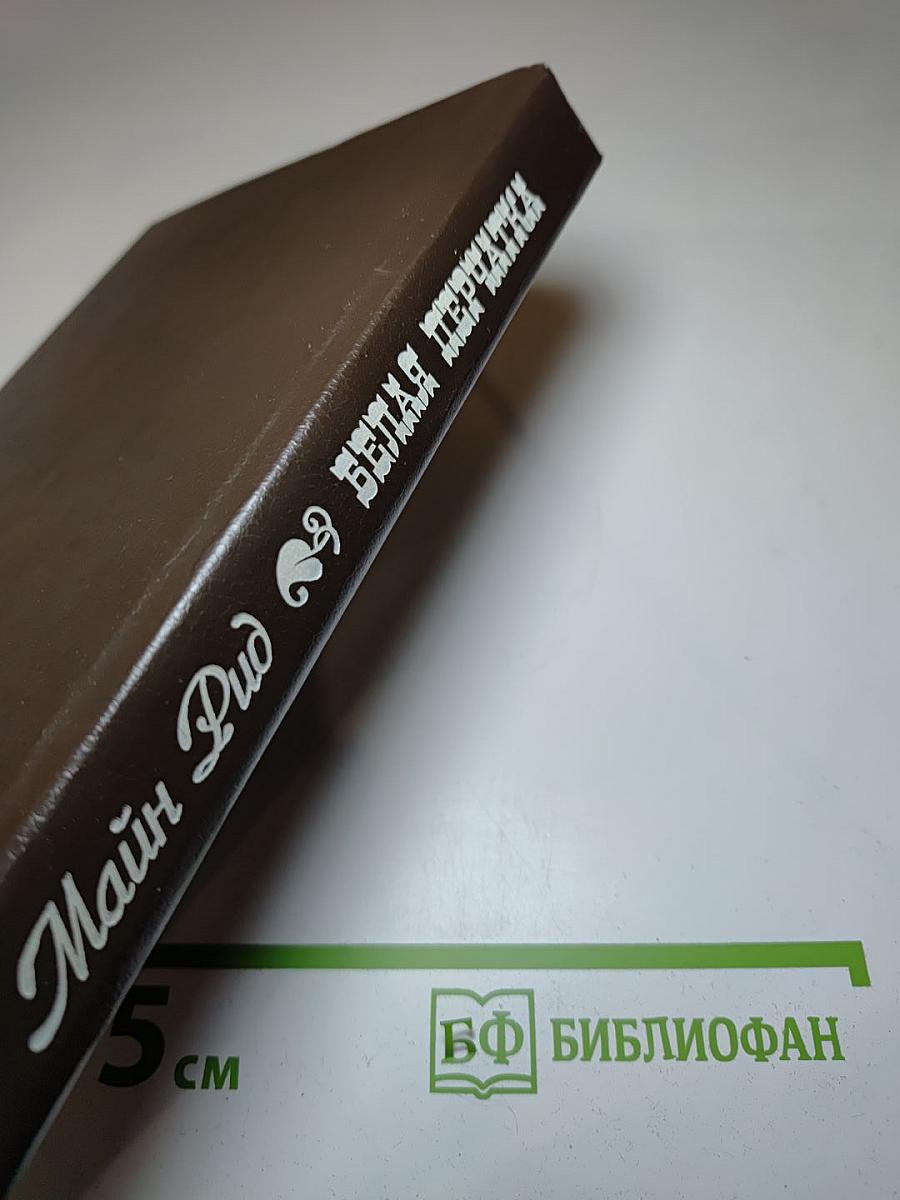 Майн Рид БЕЛАЯ ПЕРЧАТКА
5 см
БФ БИБЛИОФАН